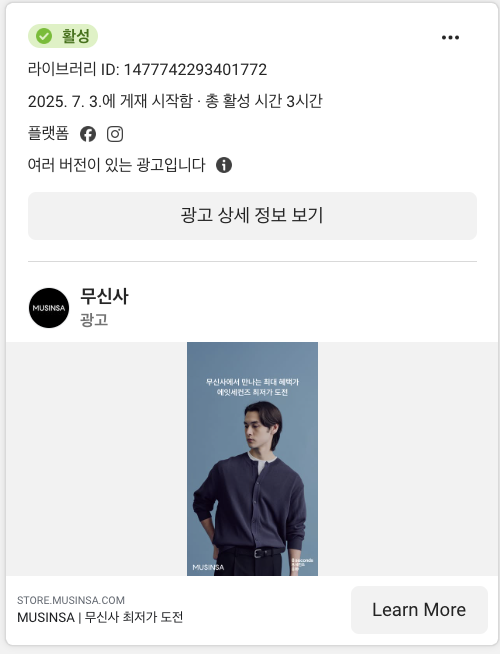 활성
라이브러리 ID: 1477742293401772
2025. 7. 3.에 게재 시작함 · 총 활성 시간 3시간
플랫폼
여러 버전이 있는 광고입니다
광고 상세 정보 보기
MUSINSA
무신사
광고
무신사에서 만나는 최대 혜택가
에잇세컨즈 최저가 도전
MUSINSA
8 seconds
STORE.MUSINSA.COM
MUSINSA | 무신사 최저가 도전
Learn More